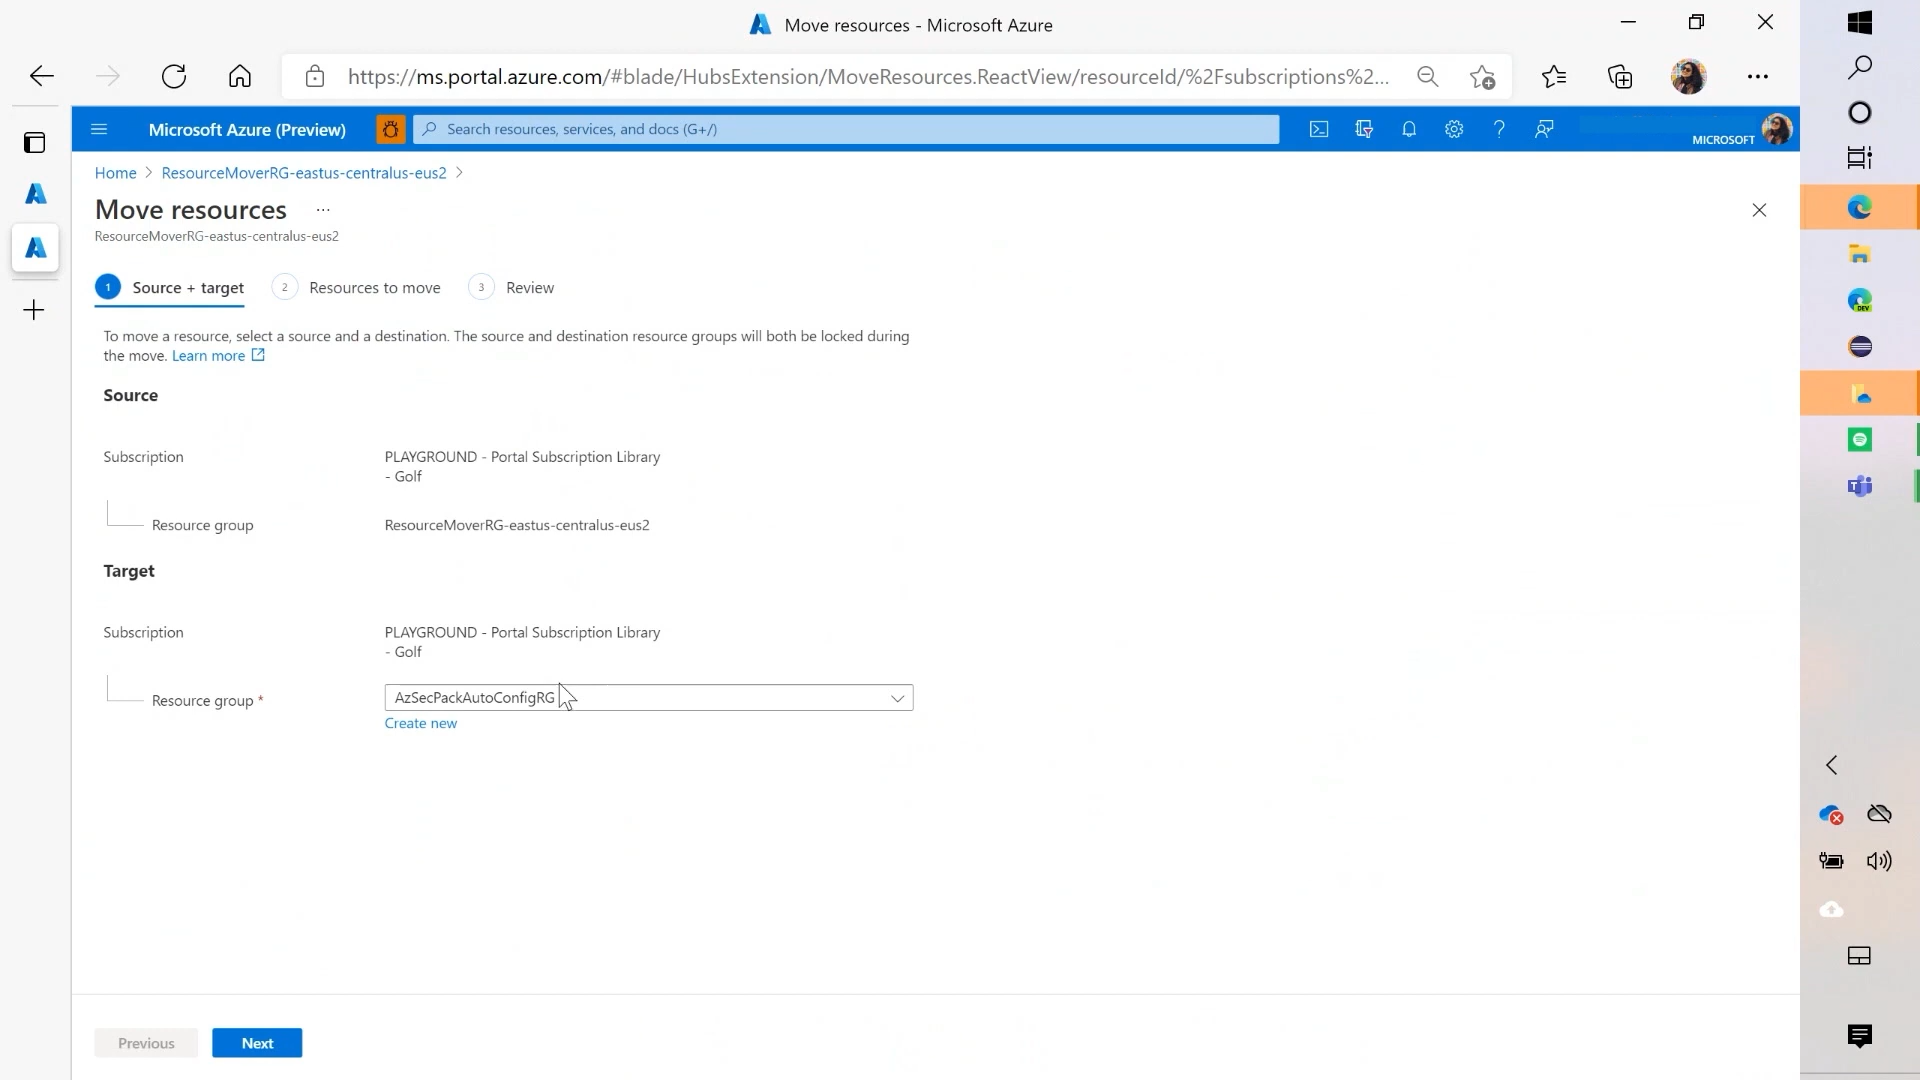 Move resources - Microsoft Azure
https://ms.portal.azure.com/#blade/HubsExtension/MoveResources.ReactView/resourceId/%2Fsubscriptions%2...
Microsoft Azure (Preview)
Search resources, services, and docs (G+/)
MICROSOFT
Home > ResourceMoverRG-eastus-centralus-eus2 >
Move resources ...
ResourceMoverRG-eastus-centralus-eus2
1 Source + target 2 Resources to move 3 Review
To move a resource, select a source and a destination. The source and destination resource groups will both be locked during
the move. Learn more
Source
Subscription PLAYGROUND - Portal Subscription Library
- Golf
Resource group ResourceMoverRG-eastus-centralus-eus2
Target
Subscription PLAYGROUND - Portal Subscription Library
- Golf
Resource group * AzSecPackAutoConfigRG
Create new
Previous Next
DEV